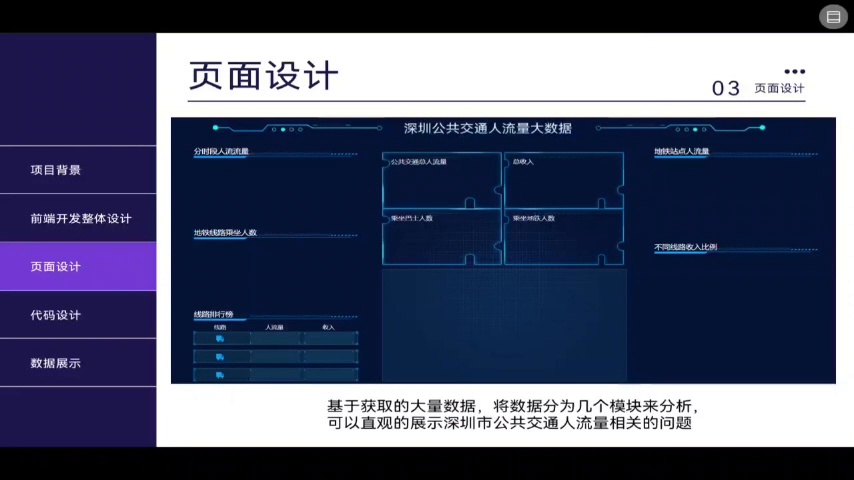 页面设计
03 页面设计
项目背景
前端开发整体设计
页面设计
代码设计
数据展示
深圳公共交通人流量大数据
分时段人流流量
公共交通总人流量
总收入
地铁站点人流量
乘坐巴士人数
乘坐地铁人数
地铁线路乘坐人数
不同线路收入比例
线路排行榜
线路 人流量 收入
基于获取的大量数据，将数据分为几个模块来分析，
可以直观的展示深圳市公共交通人流量相关的问题